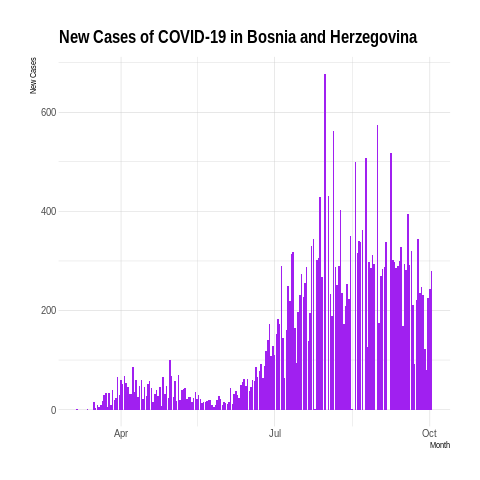 New Cases of COVID-19 in Bosnia and Herzegovina
New Cases
600
400
200
0
Apr
Jul
Oct
Month